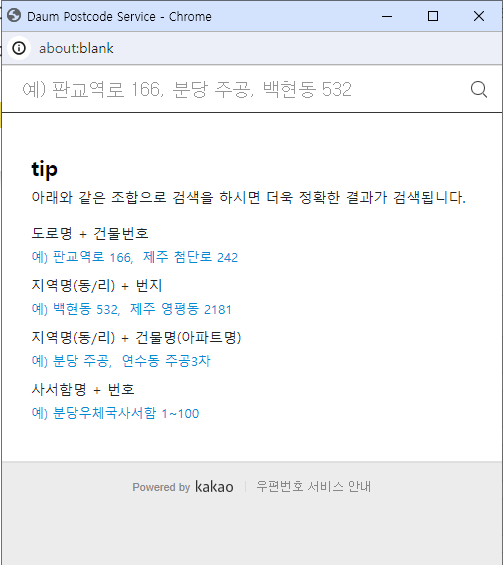 Daum Postcode Service - Chrome
about:blank
예) 판교역로 166, 분당 주공, 백현동 532
tip
아래와 같은 조합으로 검색을 하시면 더욱 정확한 결과가 검색됩니다.
도로명 + 건물번호
예) 판교역로 166, 제주 첨단로 242
지역명(동/리) + 번지
예) 백현동 532, 제주 영평동 2181
지역명(동/리) + 건물명(아파트명)
예) 분당 주공, 연수동 주공3차
사서함명 + 번호
예) 분당우체국사서함 1~100
Powered by kakao 우편번호 서비스 안내